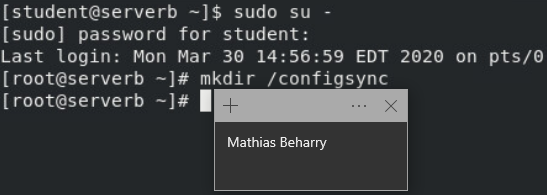 [student@serverb ~]$ sudo su -
[sudo] password for student:
Last login: Mon Mar 30 14:56:59 EDT 2020 on pts/0
[root@serverb ~]# mkdir /configsync
[root@serverb ~]#
Mathias Beharry